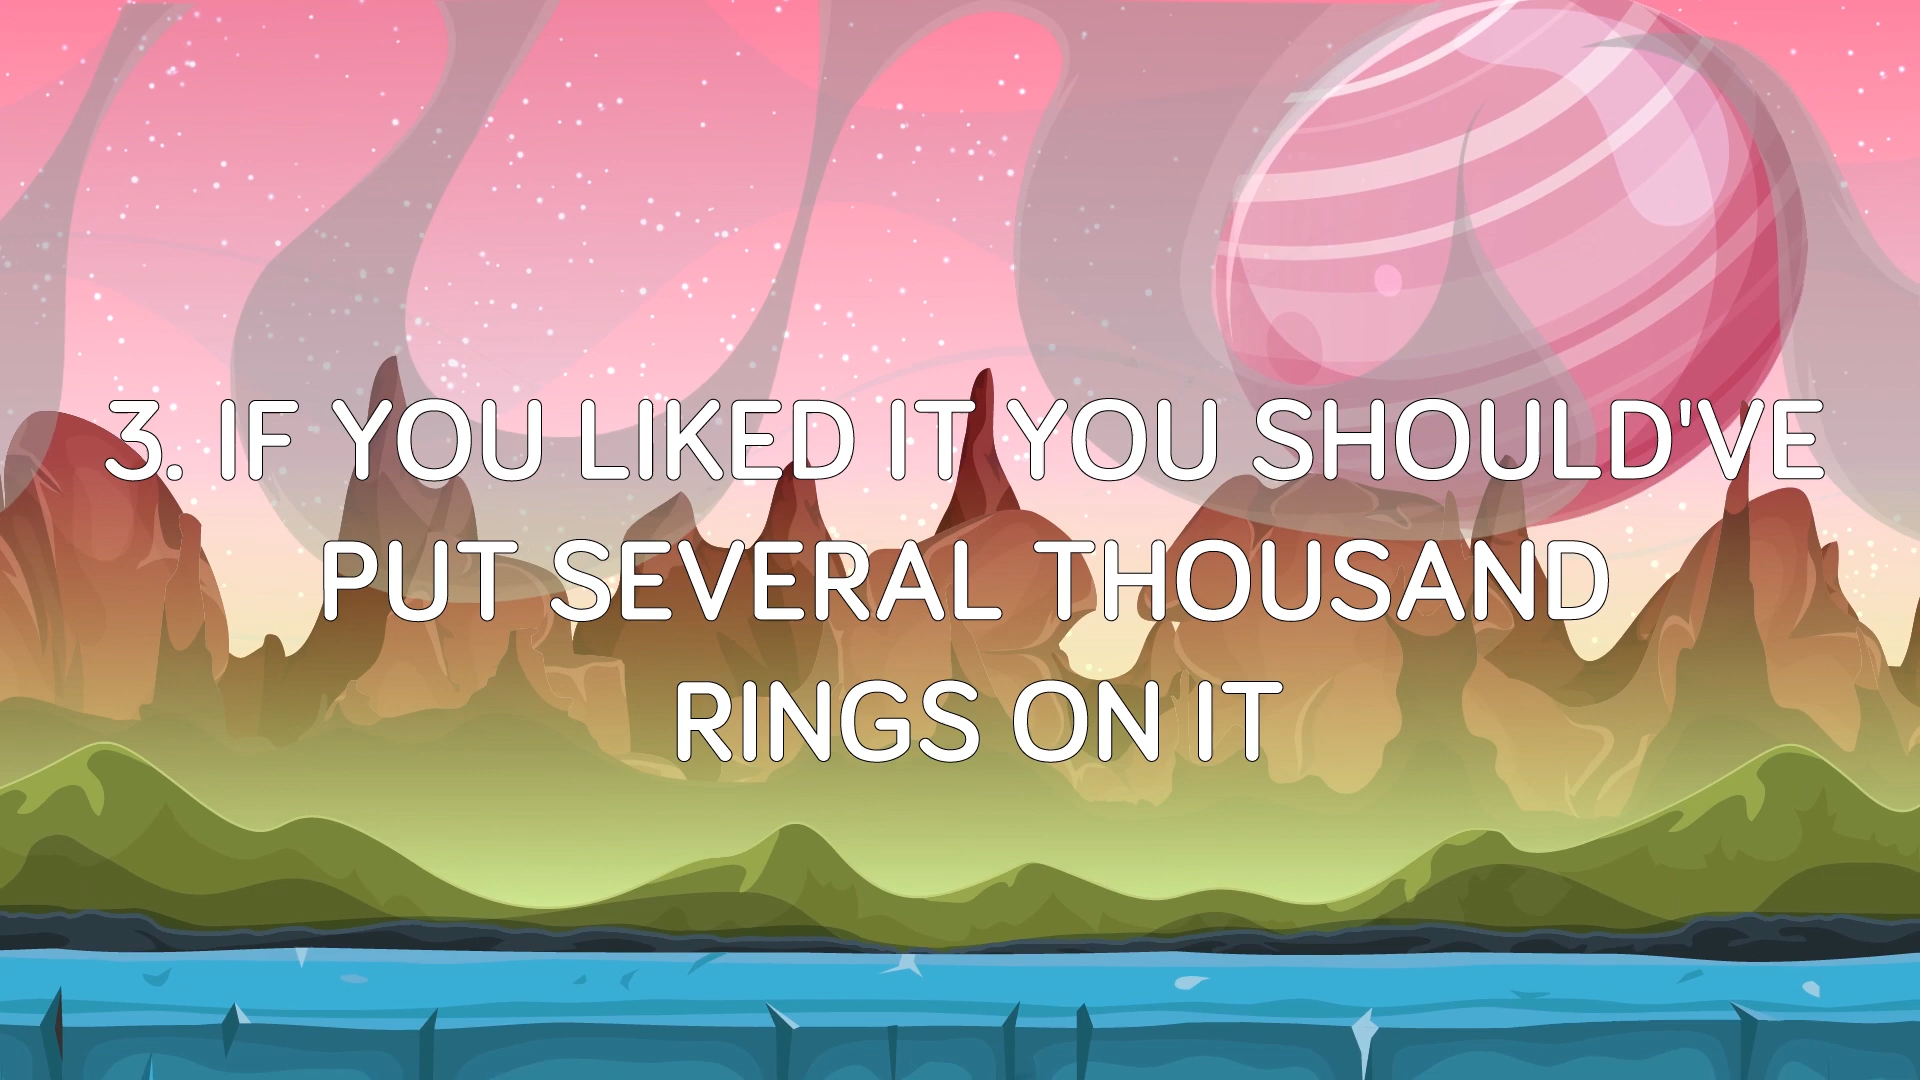 3. IF YOU LIKED IT YOU SHOULD'VE
PUT SEVERAL THOUSAND
RINGS ON IT